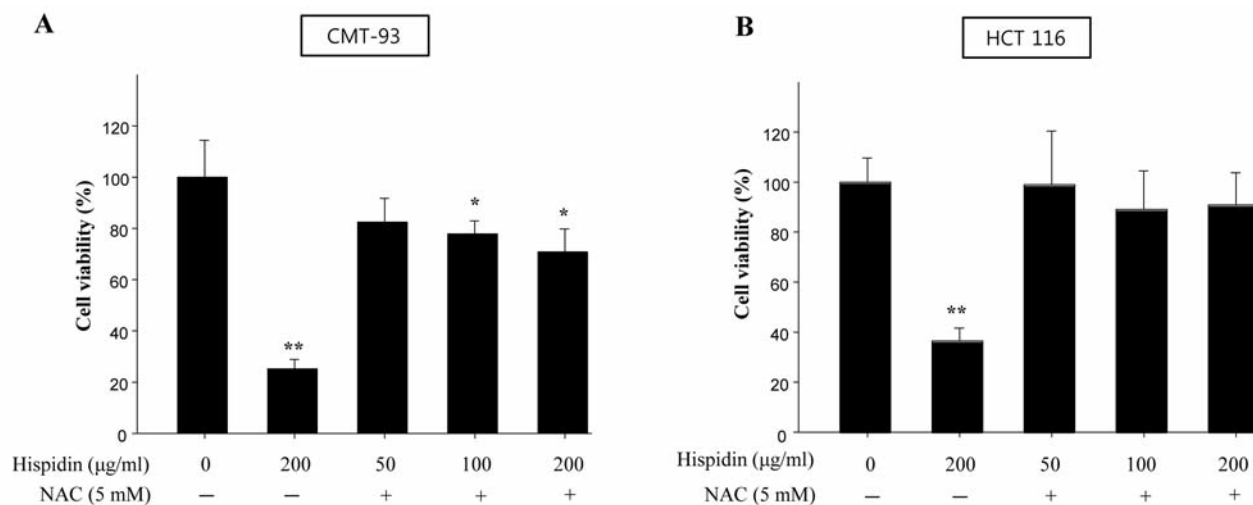 A
CMT-93
Cell viability (%)
120
100
80
60
40
20
0
**
*
*
Hispidin (μg/ml) 0 200 50 100 200
NAC (5 mM) – – + + +
B
HCT 116
Cell viability (%)
120
100
80
60
40
20
0
**
Hispidin (μg/ml) 0 200 50 100 200
NAC (5 mM) – – + + +